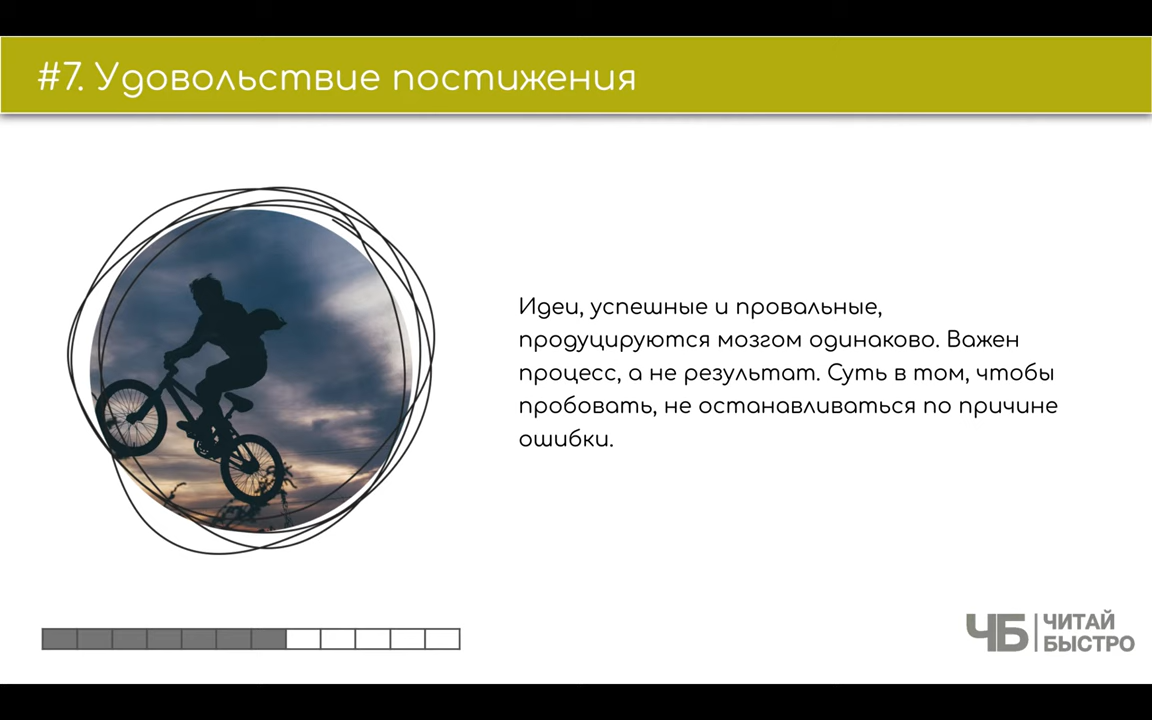 #7. Удовольствие постижения
Идеи, успешные и провальные,
продуцируются мозгом одинаково. Важен
процесс, а не результат. Суть в том, чтобы
пробовать, не останавливаться по причине
ошибки.
ЧБ ЧИТАЙ
БЫСТРО